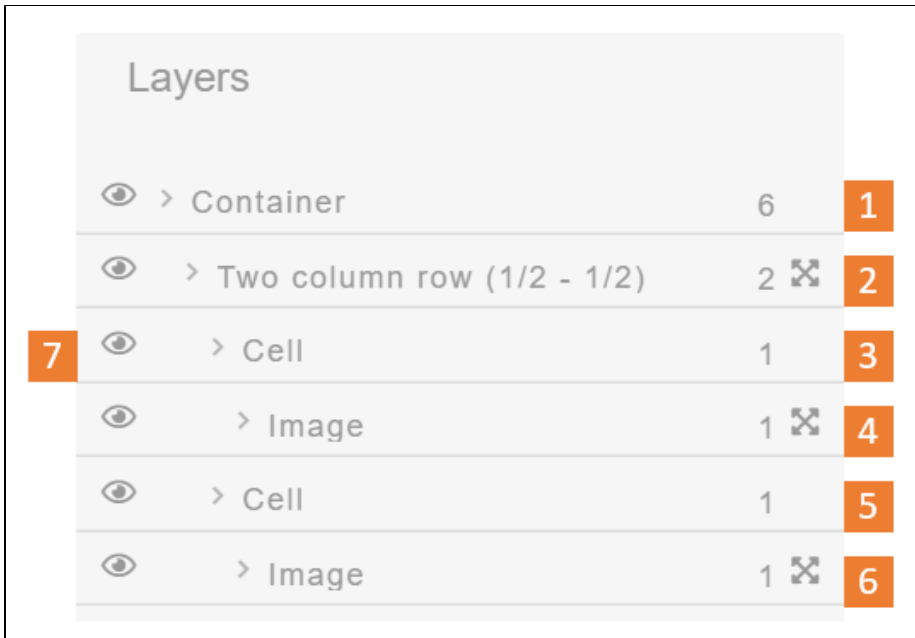 Layers
Container 6 1
Two column row (1/2 - 1/2) 2 2
7 Cell 1 3
Image 1 4
Cell 1 5
Image 1 6